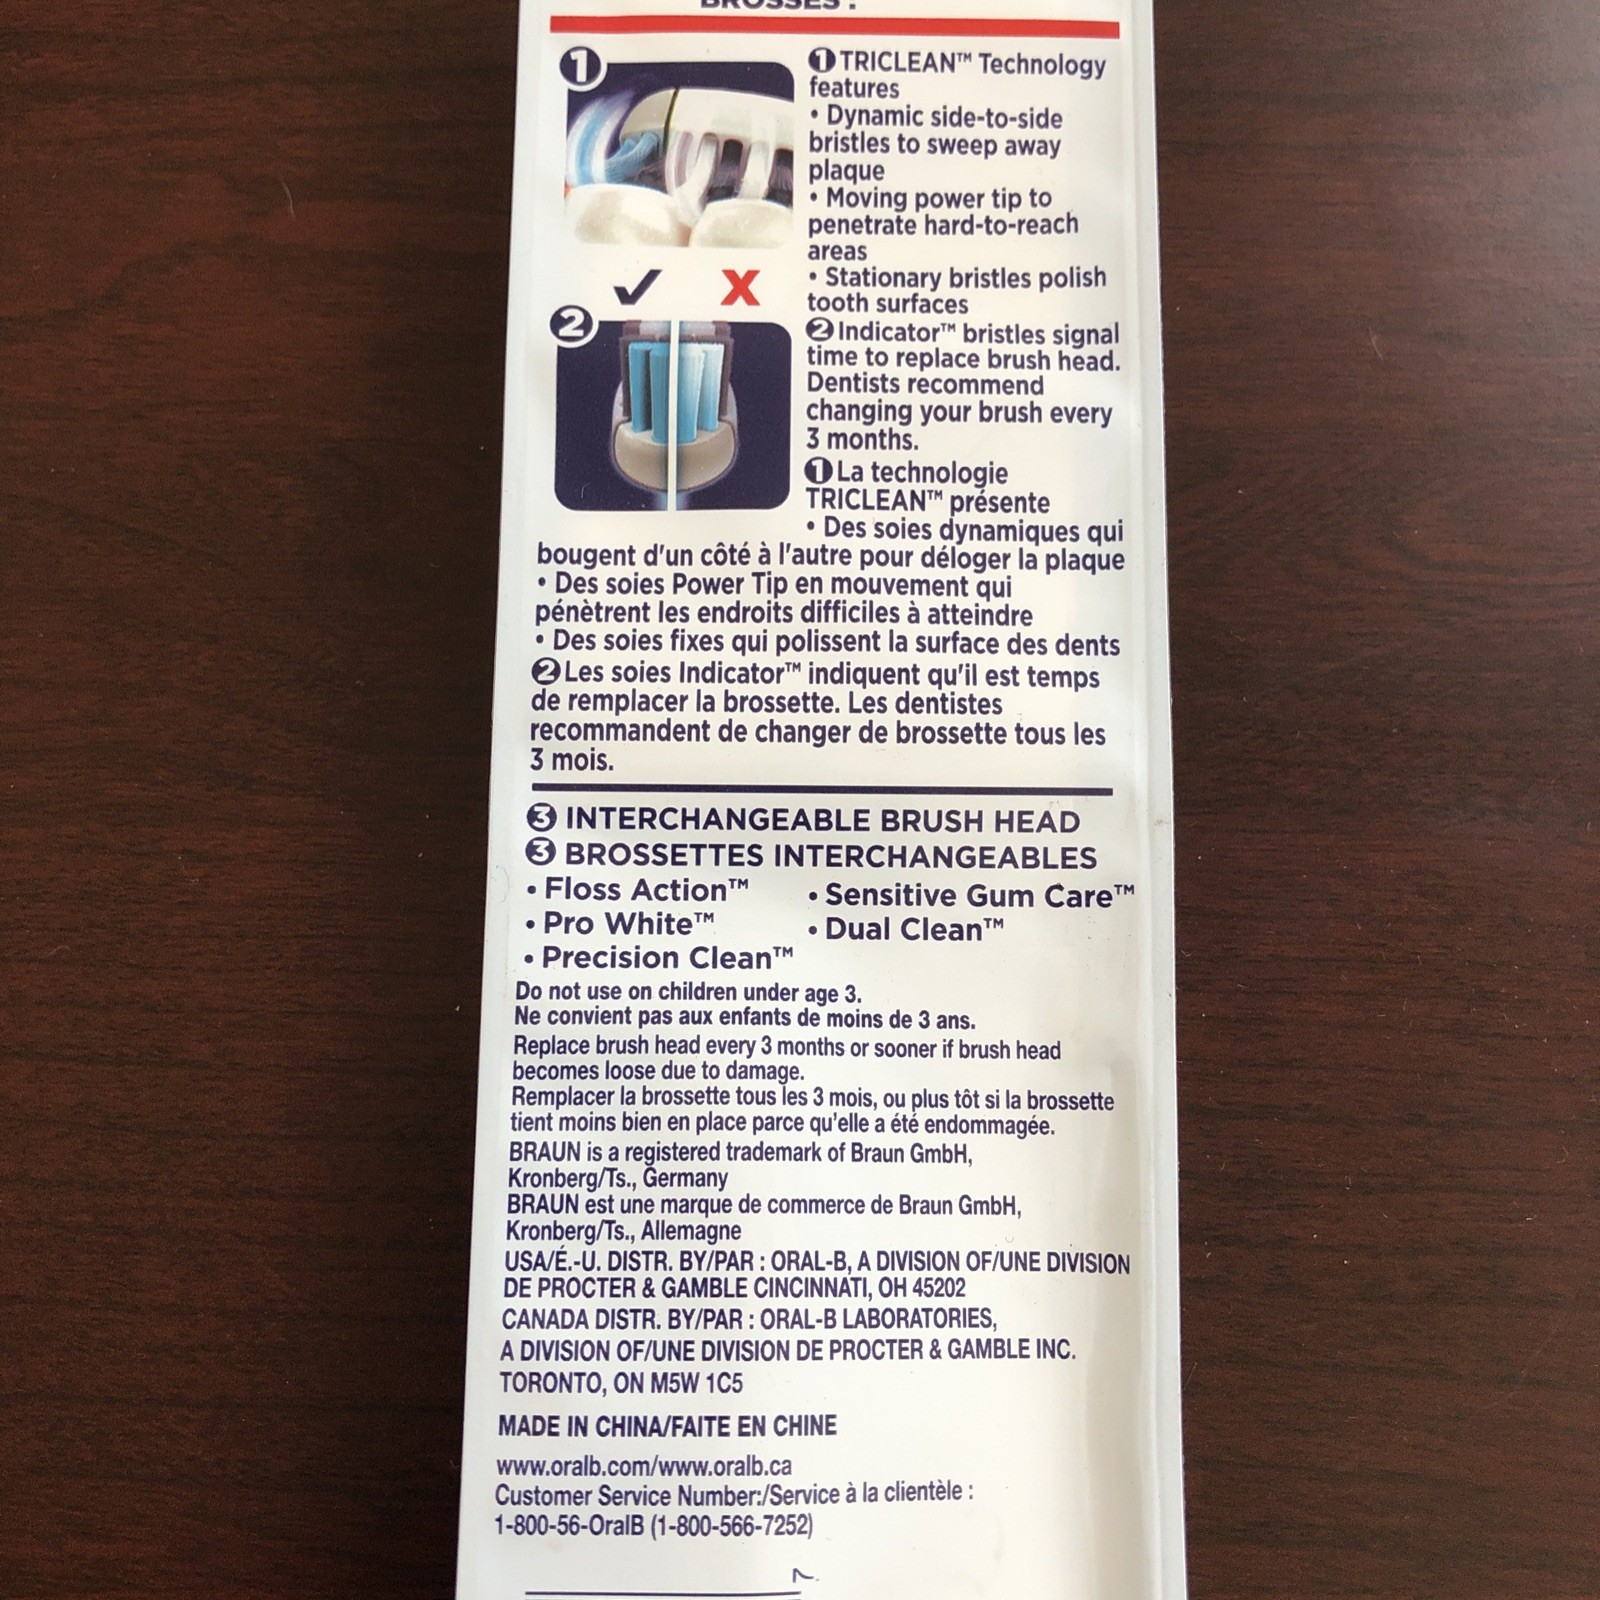 BROSSES :
1
1 TRICLEAN™ Technology
features
• Dynamic side-to-side
bristles to sweep away
plaque
• Moving power tip to
penetrate hard-to-reach
areas
• Stationary bristles polish
tooth surfaces
2
2 Indicator™ bristles signal
time to replace brush head.
Dentists recommend
changing your brush every
3 months.
1 La technologie
TRICLEAN™ présente
• Des soies dynamiques qui
bougent d'un côté à l'autre pour déloger la plaque
• Des soies Power Tip en mouvement qui
pénètrent les endroits difficiles à atteindre
• Des soies fixes qui polissent la surface des dents
2 Les soies Indicator™ indiquent qu'il est temps
de remplacer la brossette. Les dentistes
recommandent de changer de brossette tous les
3 mois.
3 INTERCHANGEABLE BRUSH HEAD
3 BROSSETTES INTERCHANGEABLES
• Floss Action™ • Sensitive Gum Care™
• Pro White™ • Dual Clean™
• Precision Clean™
Do not use on children under age 3.
Ne convient pas aux enfants de moins de 3 ans.
Replace brush head every 3 months or sooner if brush head
becomes loose due to damage.
Remplacer la brossette tous les 3 mois, ou plus tôt si la brossette
tient moins bien en place parce qu'elle a été endommagée.
BRAUN is a registered trademark of Braun GmbH,
Kronberg/Ts., Germany
BRAUN est une marque de commerce de Braun GmbH,
Kronberg/Ts., Allemagne
USA/É.-U. DISTR. BY/PAR : ORAL-B, A DIVISION OF/UNE DIVISION
DE PROCTER & GAMBLE CINCINNATI, OH 45202
CANADA DISTR. BY/PAR : ORAL-B LABORATORIES,
A DIVISION OF/UNE DIVISION DE PROCTER & GAMBLE INC.
TORONTO, ON M5W 1C5
MADE IN CHINA/FAITE EN CHINE
www.oralb.com/www.oralb.ca
Customer Service Number:/Service à la clientèle :
1-800-56-OralB (1-800-566-7252)